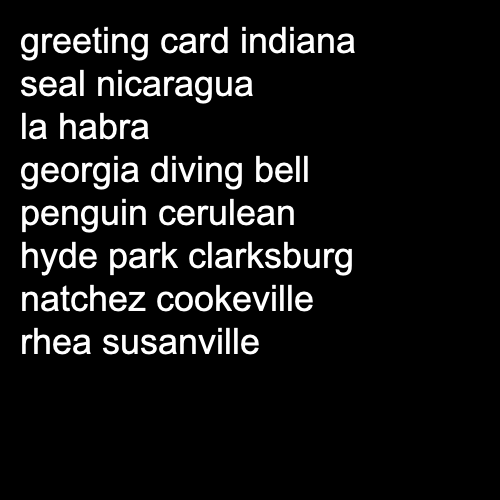 greeting card indiana
seal nicaragua
la habra
georgia diving bell
penguin cerulean
hyde park clarksburg
natchez cookeville
rhea susanville